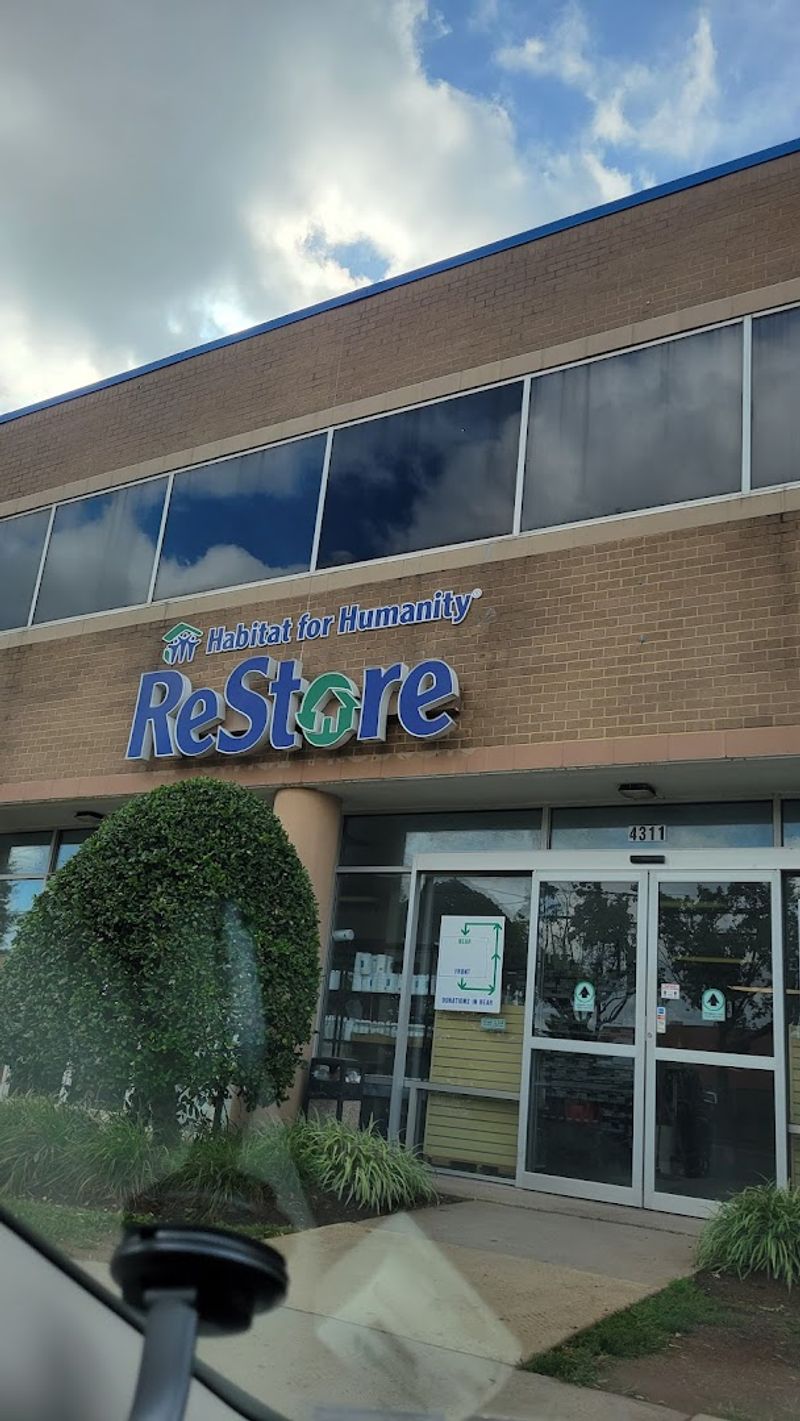 Habitat for Humanity®
ReStore
4311
REAR
FRONT
DONATIONS IN REAR